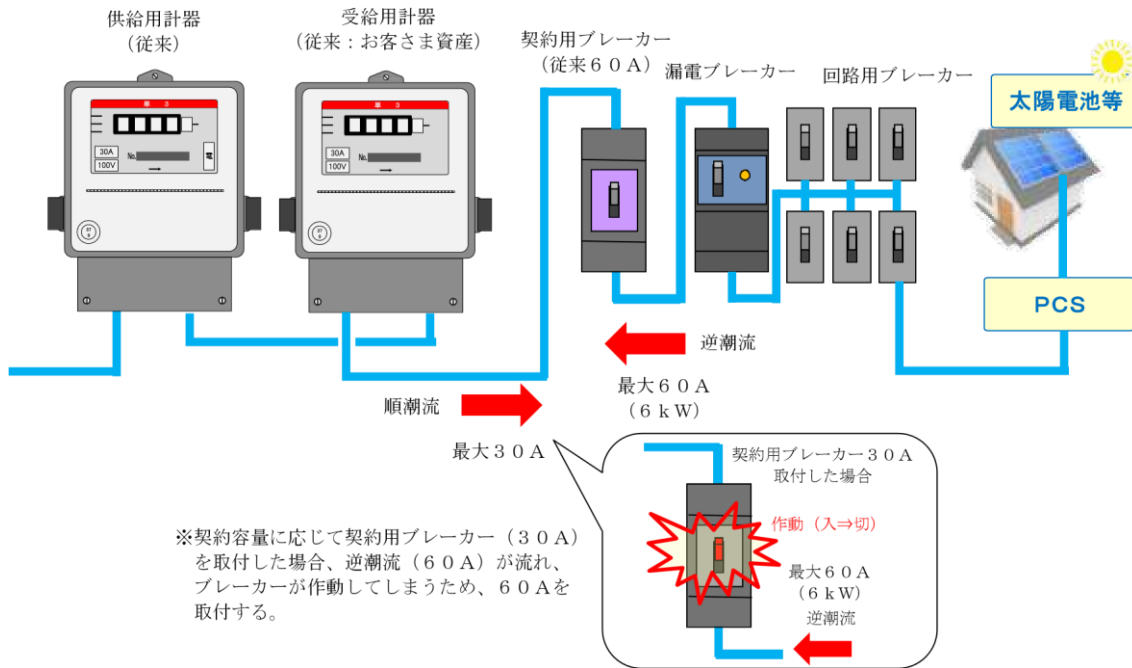 供給用計器
（従来）
受給用計器
（従来：お客さま資産）
契約用ブレーカー
（従来６０Ａ）
漏電ブレーカー
回路用ブレーカー
太陽電池等
単 3
30A
100V
No.
単 3
30A
100V
No.
PCS
逆潮流
最大６０Ａ
（６ｋＷ）
順潮流
最大３０Ａ
契約用ブレーカー３０Ａ
取付した場合
作動（入⇒切）
最大６０Ａ
（６ｋＷ）
逆潮流
※契約容量に応じて契約用ブレーカー（３０Ａ）
を取付した場合、逆潮流（６０Ａ）が流れ、
ブレーカーが作動してしまうため、６０Ａを
取付する。